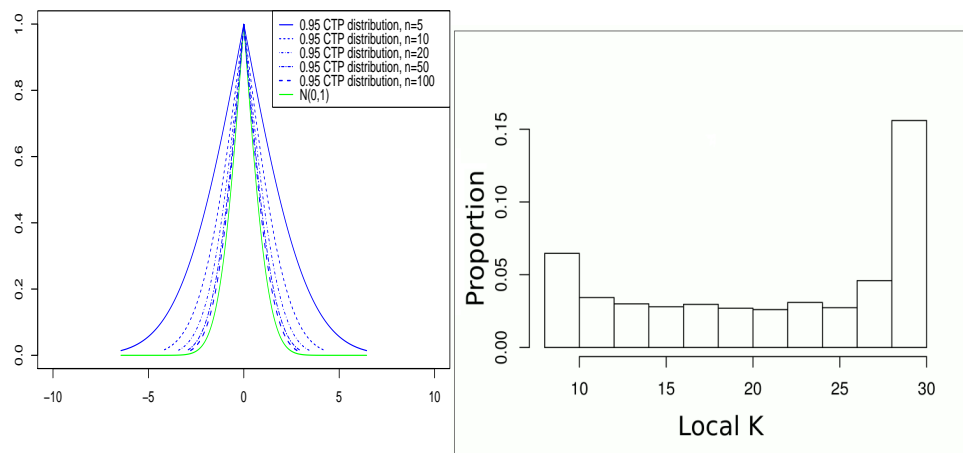 0.95 CTP distribution, n=5
0.95 CTP distribution, n=10
0.95 CTP distribution, n=20
0.95 CTP distribution, n=50
0.95 CTP distribution, n=100
N(0,1)
1.0
0.8
0.6
0.4
0.2
0.0
−10
−5
0
5
10
Proportion
0.15
0.10
0.05
0.00
10
15
20
25
30
Local K